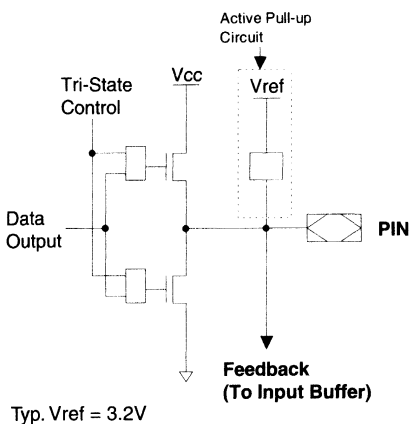 Active Pull-up
Circuit
Tri-State
Control
Vcc
Vref
Data
Output
PIN
Feedback
(To Input Buffer)
Typ. Vref = 3.2V